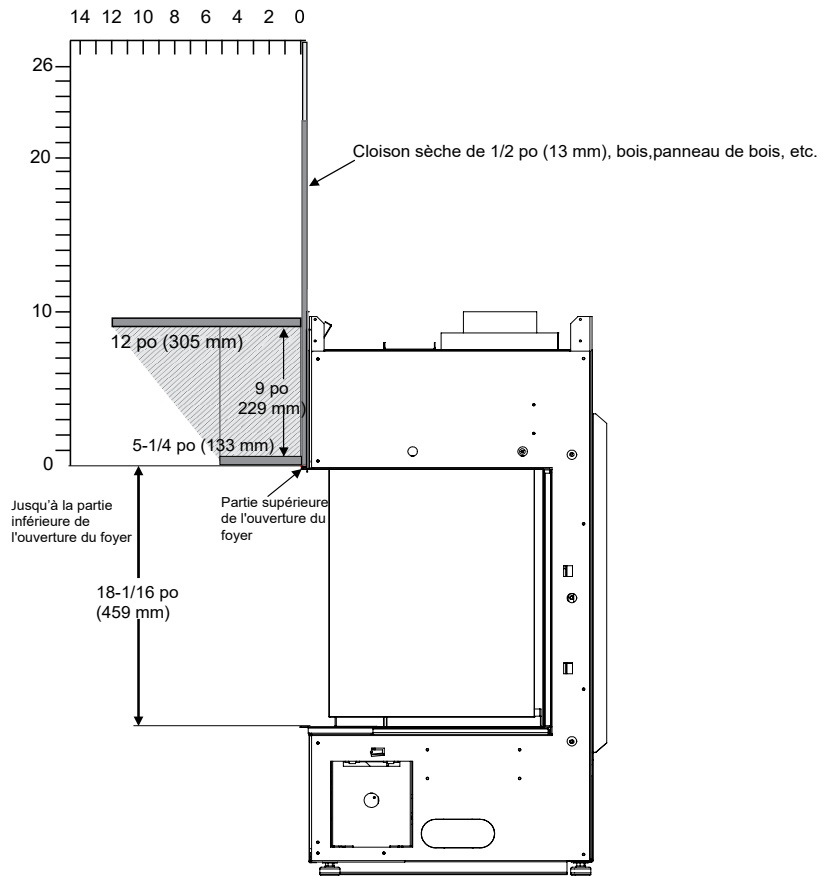 14 12 10 8 6 4 2 0
26
20
Cloison sèche de 1/2 po (13 mm), bois,panneau de bois, etc.
10
12 po (305 mm)
9 po
229 mm)
5-1/4 po (133 mm)
0
Jusqu'à la partie
inférieure de
l'ouverture du foyer
Partie supérieure
de l'ouverture du
foyer
18-1/16 po
(459 mm)